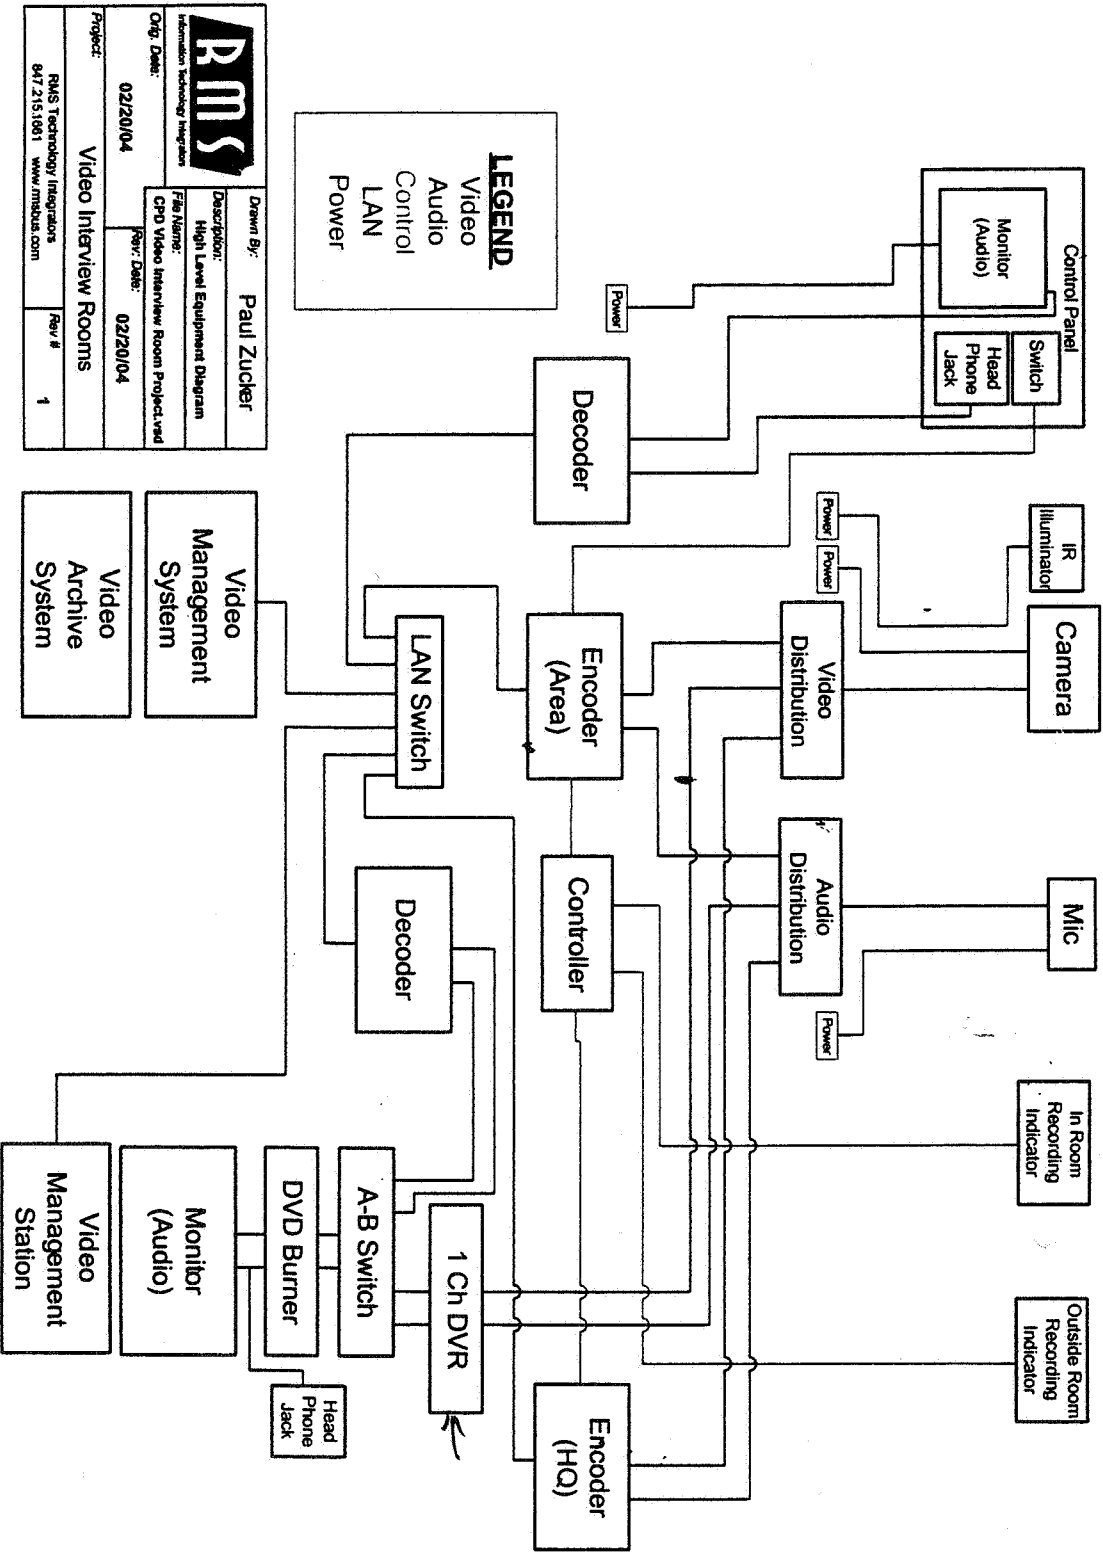 Control Panel
Monitor
(Audio)
Switch
Head
Phone
Jack
IR
Illuminator
Camera
Mic
In Room
Recording
Indicator
Outside Room
Recording
Indicator
Power
Power
Power
Power
Video
Distribution
Audio
Distribution
Decoder
Encoder
(Area)
Controller
Encoder
(HQ)
LEGEND
Video
Audio
Control
LAN
Power
LAN Switch
Decoder
1 Ch DVR
A-B Switch
DVD Burner
Head
Phone
Jack
Monitor
(Audio)
Video
Management
System
Video
Archive
System
Video
Management
Station
RMS
Information Technology Integrators
Drawn By:
Paul Zucker
Description:
High Level Equipment Diagram
File Name:
CPD Video Interview Room Project.vsd
Orig. Date:
02/20/04
Rev. Date:
02/20/04
Project:
Video Interview Rooms
RMS Technology Integrators
847.215.1661 www.rmsbus.com
Rev #
1